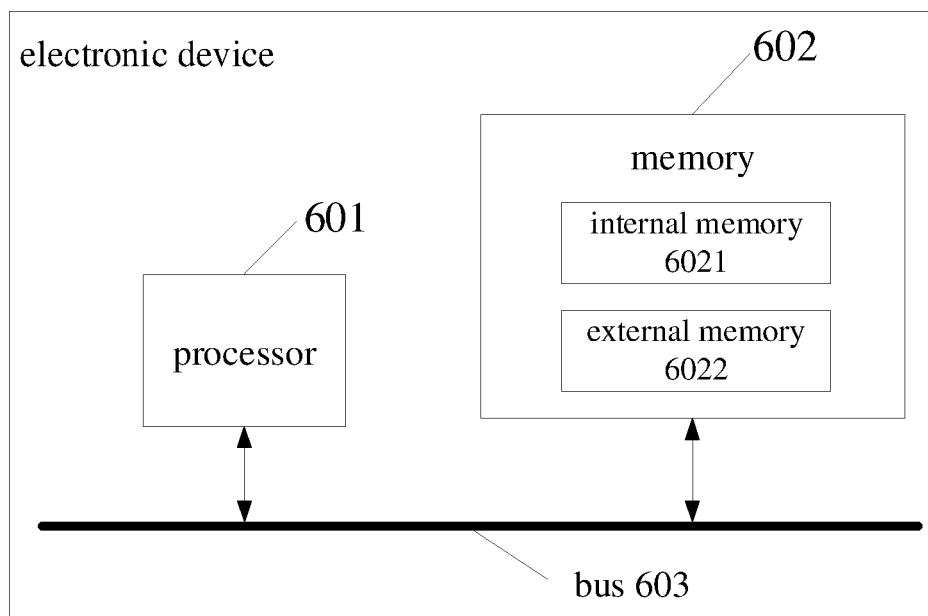 electronic device
602
memory
internal memory
6021
601
external memory
6022
processor
bus 603